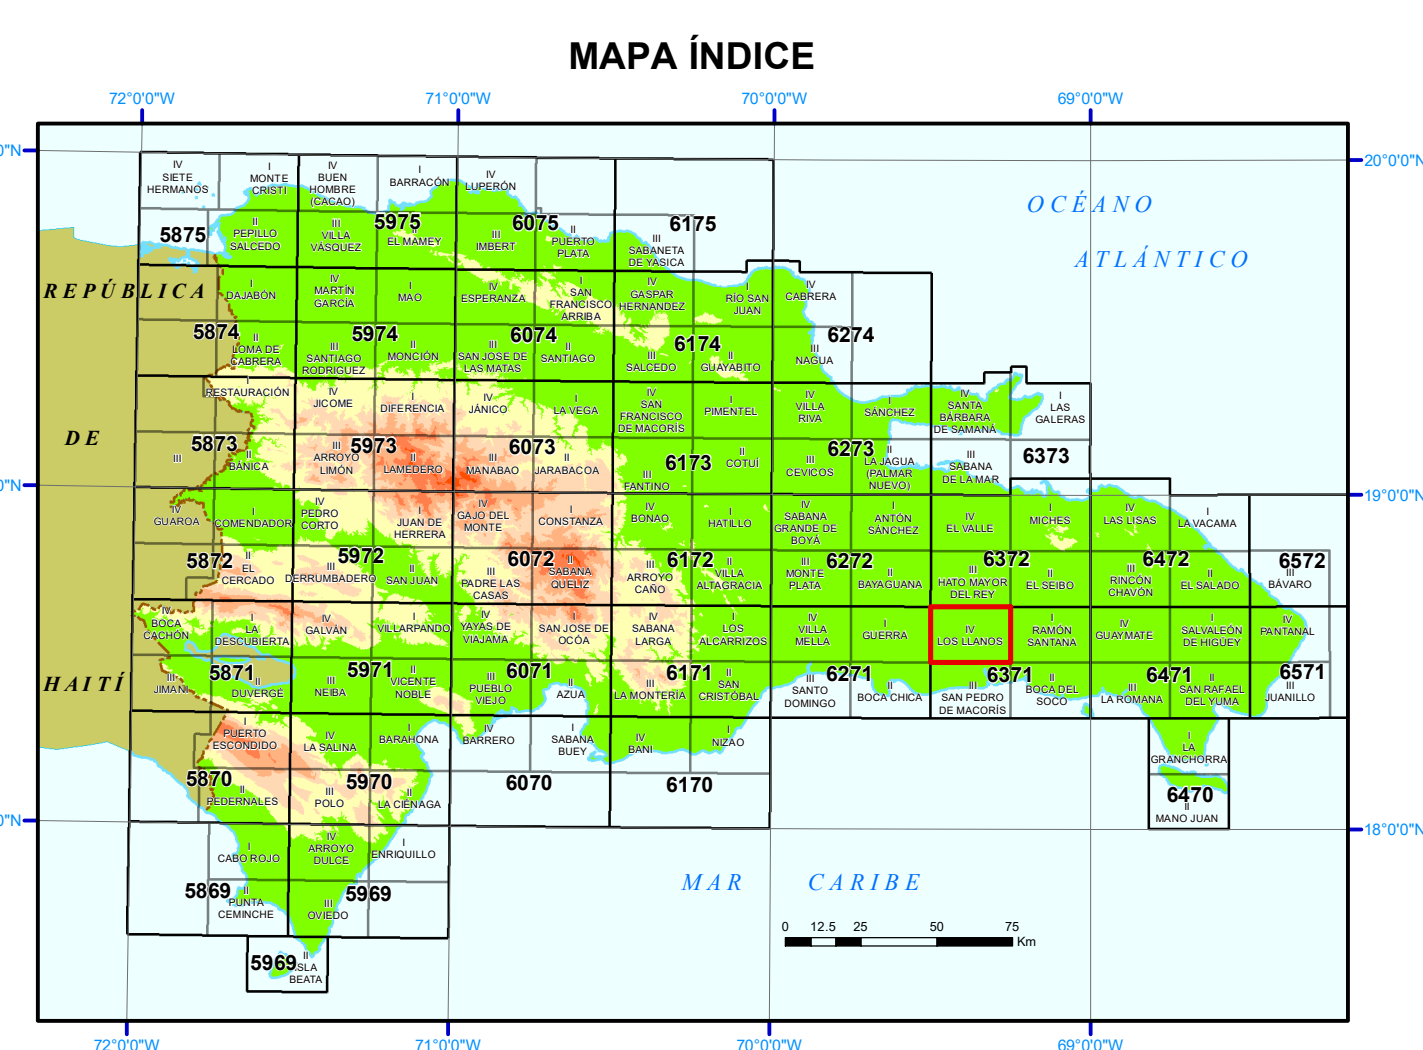 MAPA ÍNDICE
72°0'0"W
71°0'0"W
70°0'0"W
69°0'0"W
0"N
20°0'0"N
IV
SIETE
HERMANOS
I
MONTE
CRISTI
IV
BUEN
HOMBRE
(CACAO)
I
BARRACÓN
IV
LUPERÓN
OCÉANO
ATLÁNTICO
5875
II
PEPILLO
SALCEDO
III
VILLA
VÁSQUEZ
5975
II
EL MAMEY
III
IMBERT
6075
II
PUERTO
PLATA
III
SABANETA
DE YASICA
6175
REPÚBLICA
I
DAJABÓN
IV
MARTÍN
GARCÍA
I
MAO
IV
ESPERANZA
I
SAN
FRANCISCO
ARRIBA
IV
GASPAR
HERNANDEZ
I
RÍO SAN
JUAN
IV
CABRERA
5874
II
LOMA DE
CABRERA
III
SANTIAGO
RODRIGUEZ
5974
II
MONCIÓN
III
SAN JOSE DE
LAS MATAS
6074
II
SANTIAGO
III
SALCEDO
6174
II
GUAYABITO
III
NAGUA
6274
I
RESTAURACIÓN
IV
JICOME
I
DIFERENCIA
IV
JÁNICO
I
LA VEGA
IV
SAN
FRANCISCO
DE MACORÍS
I
PIMENTEL
IV
VILLA
RIVA
I
SÁNCHEZ
IV
SANTA
BÁRBARA
DE SAMANÁ
I
LAS
GALERAS
DE
5873
III
II
BÁNICA
III
ARROYO
LIMÓN
5973
II
LAMEDERO
III
MANABAO
6073
II
JARABACOA
III
FANTINO
6173
II
COTUÍ
III
CEVICOS
6273
II
LA JAGUA
(PALMAR
NUEVO)
III
SABANA
DE LA MAR
6373
0"N
19°0'0"N
IV
GUAROA
I
COMENDADOR
IV
PEDRO
CORTO
I
JUAN DE
HERRERA
IV
GAJO DEL
MONTE
I
CONSTANZA
IV
BONAO
I
HATILLO
IV
SABANA
GRANDE DE
BOYÁ
I
ANTÓN
SÁNCHEZ
IV
EL VALLE
I
MICHES
IV
LAS LISAS
I
LA VACAMA
5872
II
EL
CERCADO
III
DERRUMBADERO
5972
II
SAN JUAN
III
PADRE LAS
CASAS
6072
II
SABANA
QUELIZ
III
ARROYO
CAÑO
6172
II
VILLA
ALTAGRACIA
III
MONTE
PLATA
6272
II
BAYAGUANA
III
HATO MAYOR
DEL REY
6372
II
EL SEIBO
III
RINCÓN
CHAVÓN
6472
II
EL SALADO
6572
III
BÁVARO
IV
BOCA
CACHÓN
I
LA
DESCUBIERTA
IV
GALVÁN
I
VILLARPANDO
IV
YAYAS DE
VIAJAMA
I
SAN JOSE DE
OCÓA
IV
SABANA
LARGA
I
LOS
ALCARRIZOS
IV
VILLA
MELLA
I
GUERRA
IV
LOS LLANOS
I
RAMÓN
SANTANA
IV
GUAYMATE
I
SALVALEÓN
DE HIGÜEY
IV
PANTANAL
HAITÍ
III
JIMANÍ
5871
II
DUVERGÉ
III
NEIBA
5971
II
VICENTE
NOBLE
III
PUEBLO
VIEJO
6071
II
AZUA
III
LA MONTERÍA
6171
II
SAN
CRISTÓBAL
III
SANTO
DOMINGO
6271
II
BOCA CHICA
III
SAN PEDRO
DE MACORÍS
6371
II
BOCA DEL
SOCO
III
LA ROMANA
6471
II
SAN RAFAEL
DEL YUMA
6571
III
JUANILLO
I
PUERTO
ESCONDIDO
IV
LA SALINA
I
BARAHONA
IV
BARRERO
I
SABANA
BUEY
IV
BANI
I
NIZAO
I
LA
GRANCHORRA
5870
II
PEDERNALES
III
POLO
5970
II
LA CIÉNAGA
6070
6170
6470
II
MANO JUAN
0"N
18°0'0"N
I
CABO ROJO
IV
ARROYO
DULCE
I
ENRIQUILLO
MAR CARIBE
5869
II
PUNTA
CEMINCHE
III
OVIEDO
5969
0 12.5 25 50 75
Km
5969
II
ISLA
BEATA
72°0'0"W
71°0'0"W
70°0'0"W
69°0'0"W